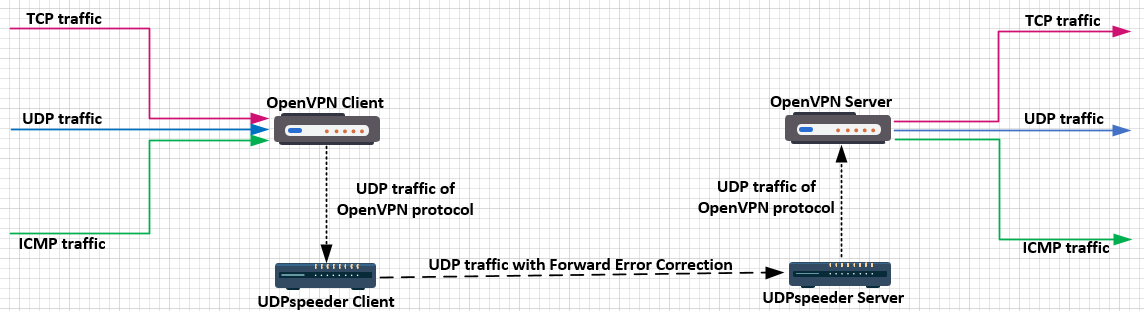 TCP traffic
TCP traffic
OpenVPN Client
OpenVPN Server
UDP traffic
UDP traffic
UDP traffic of
OpenVPN protocol
UDP traffic of
OpenVPN protocol
ICMP traffic
ICMP traffic
UDP traffic with Forward Error Correction
UDPspeeder Client
UDPspeeder Server